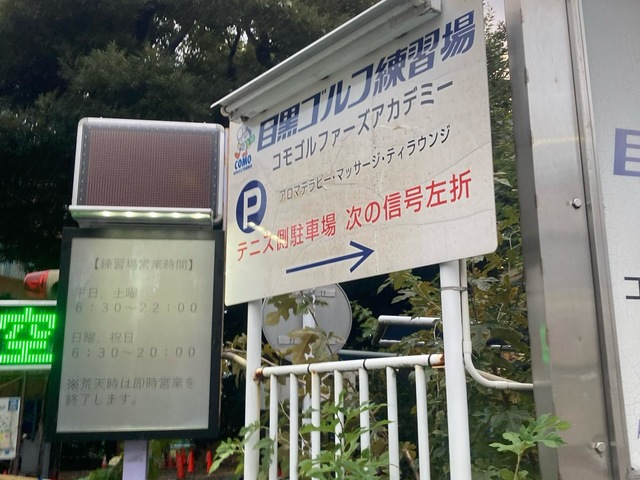 目黒ゴルフ練習場
コモゴルファーズアカデミー
COMO
アロマテラピー・マッサージ・ティラウンジ
P
テニス側駐車場 次の信号左折
【練習場営業時間】
平日、土曜
6:30〜22:00
日曜、祝日
6:30〜20:00
※荒天時は即時営業を
終了します。
空